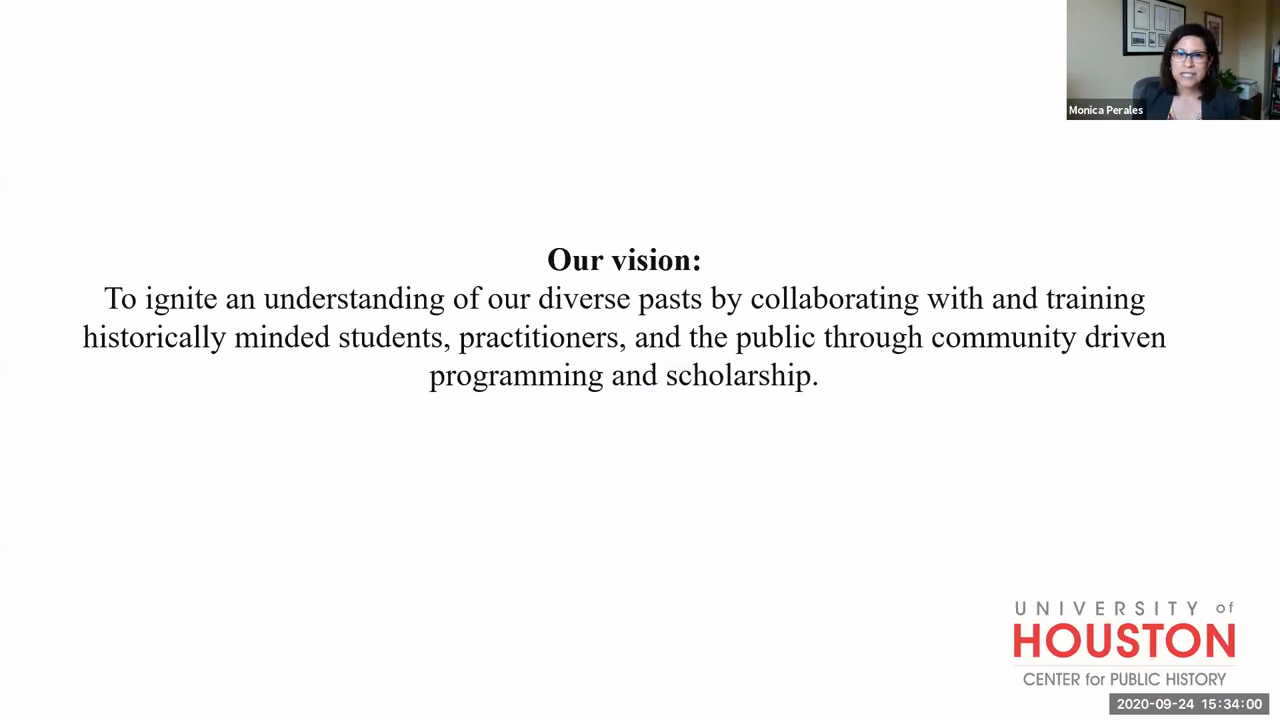 Monica Perales
Our vision:
To ignite an understanding of our diverse pasts by collaborating with and training
historically minded students, practitioners, and the public through community driven
programming and scholarship.
UNIVERSITY of
HOUSTON
CENTER for PUBLIC HISTORY
2020-09-24 15:34:00